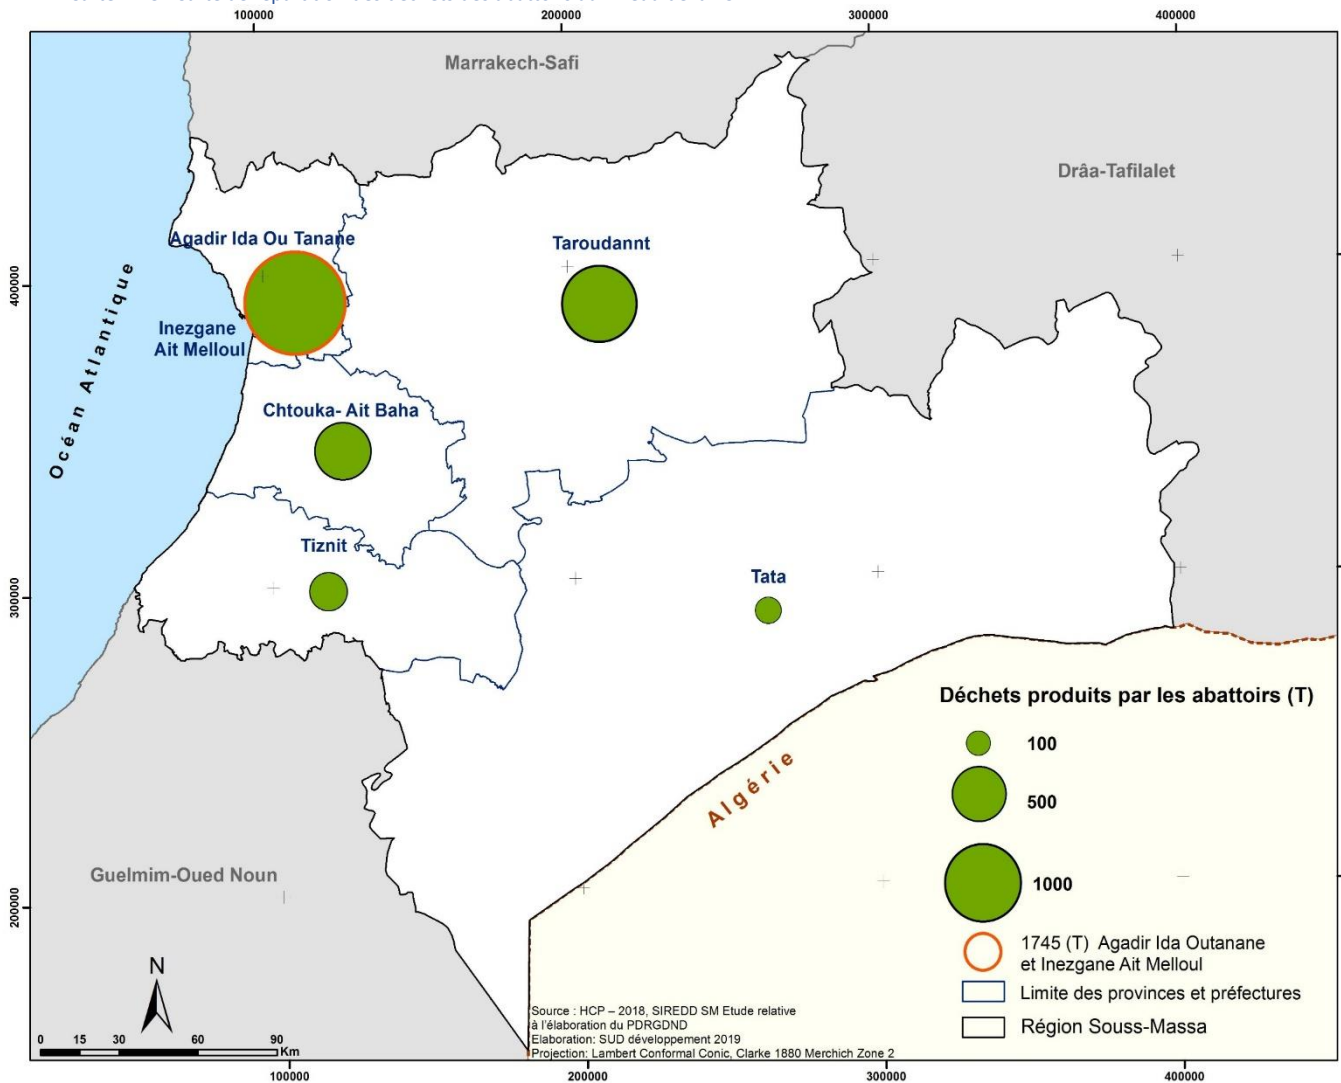 100000
200000
300000
400000
Marrakech-Safi
Drâa-Tafilalet
Agadir Ida Ou Tanane
Taroudannt
400000
Océan Atlantique
Inezgane
Ait Melloul
Chtouka- Ait Baha
Tiznit
Tata
300000
Algérie
Guelmim-Oued Noun
200000
Déchets produits par les abattoirs (T)
100
500
1000
1745 (T) Agadir Ida Outanane
et Inezgane Ait Melloul
Limite des provinces et préfectures
Région Souss-Massa
N
0 15 30 60 90
Km
Source : HCP – 2018, SIREDD SM Etude relative
à l'élaboration du PDRGDND
Elaboration: SUD développement 2019
Projection: Lambert Conformal Conic, Clarke 1880 Merchich Zone 2
100000
200000
300000
400000